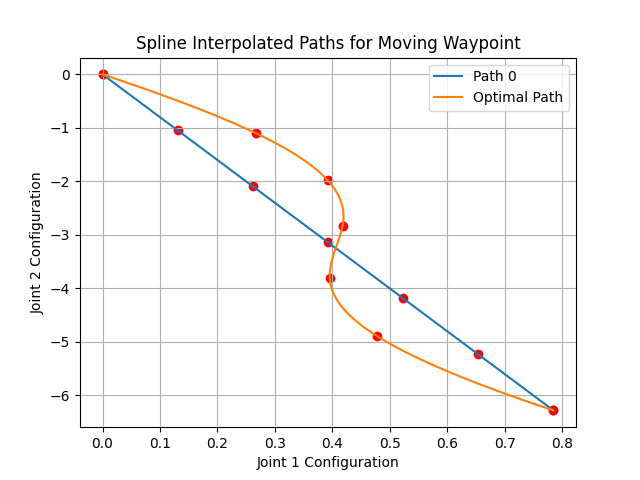 Spline Interpolated Paths for Moving Waypoint
Path 0
Optimal Path
0
−1
−2
−3
−4
−5
−6
Joint 2 Configuration
0.0 0.1 0.2 0.3 0.4 0.5 0.6 0.7 0.8
Joint 1 Configuration